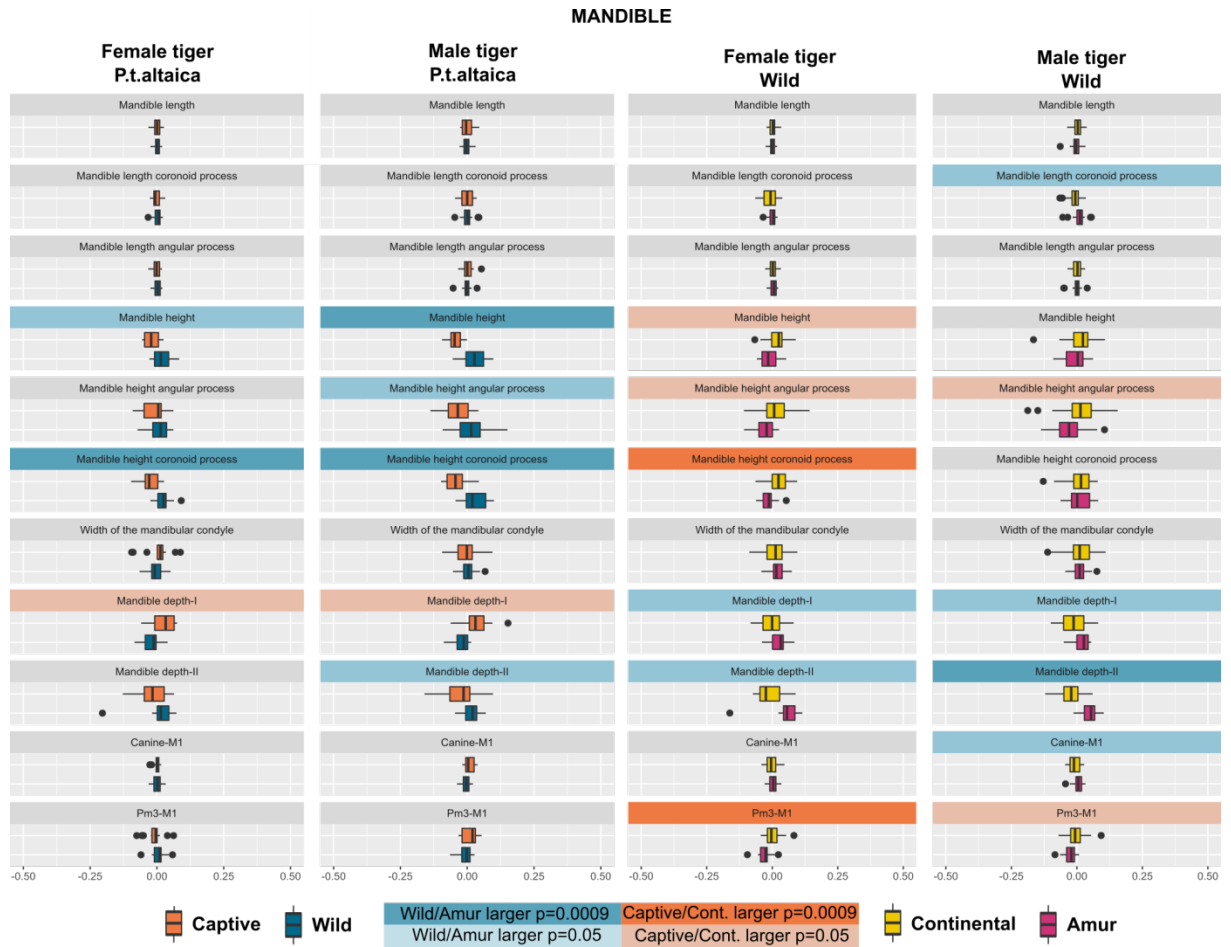 MANDIBLE
Female tiger
P.t.altaica
Male tiger
P.t.altaica
Female tiger
Wild
Male tiger
Wild
Mandible length
Mandible length
Mandible length
Mandible length
Mandible length coronoid process
Mandible length coronoid process
Mandible length coronoid process
Mandible length coronoid process
Mandible length angular process
Mandible length angular process
Mandible length angular process
Mandible length angular process
Mandible height
Mandible height
Mandible height
Mandible height
Mandible height angular process
Mandible height angular process
Mandible height angular process
Mandible height angular process
Mandible height coronoid process
Mandible height coronoid process
Mandible height coronoid process
Mandible height coronoid process
Width of the mandibular condyle
Width of the mandibular condyle
Width of the mandibular condyle
Width of the mandibular condyle
Mandible depth-I
Mandible depth-I
Mandible depth-I
Mandible depth-I
Mandible depth-II
Mandible depth-II
Mandible depth-II
Mandible depth-II
Canine-M1
Canine-M1
Canine-M1
Canine-M1
Pm3-M1
Pm3-M1
Pm3-M1
Pm3-M1
-0.50 -0.25 0.00 0.25 0.50
-0.50 -0.25 0.00 0.25 0.50
-0.50 -0.25 0.00 0.25 0.50
-0.50 -0.25 0.00 0.25 0.50
Captive Wild
Wild/Amur larger p=0.0009 Captive/Cont. larger p=0.0009
Wild/Amur larger p=0.05 Captive/Cont. larger p=0.05
Continental Amur